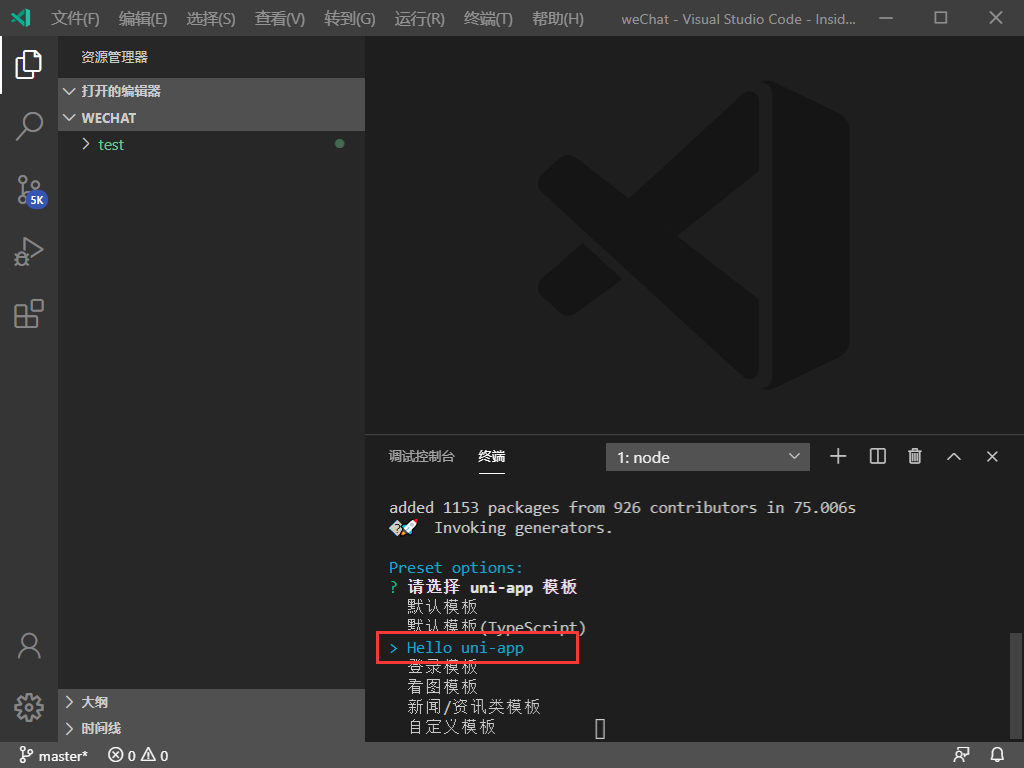 文件(F) 编辑(E) 选择(S) 查看(V) 转到(G) 运行(R) 终端(T) 帮助(H) weChat - Visual Studio Code - Insid...
资源管理器
打开的编辑器
WECHAT
test
5K
调试控制台 终端 1: node
added 1153 packages from 926 contributors in 75.006s
Invoking generators.
Preset options:
? 请选择 uni-app 模板
默认模板
默认模板(TypeScript)
> Hello uni-app
登录模板
看图模板
新闻/资讯类模板
自定义模板
大纲
时间线
master* 0 0